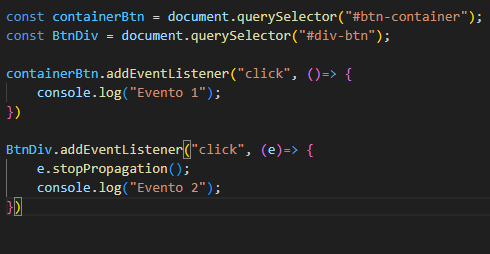 const containerBtn = document.querySelector("#btn-container");
const BtnDiv = document.querySelector("#div-btn");
containerBtn.addEventListener("click", ()=> {
console.log("Evento 1");
})
BtnDiv.addEventListener("click", (e)=> {
e.stopPropagation();
console.log("Evento 2");
})